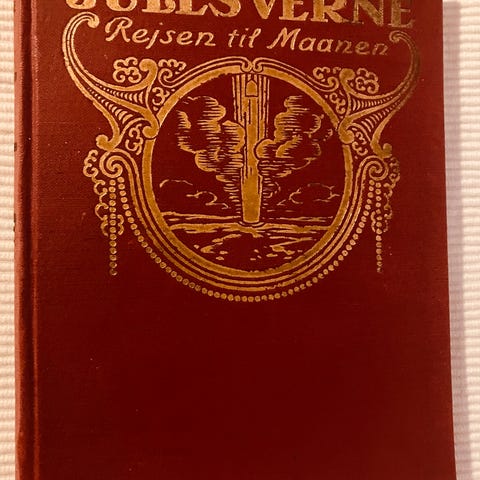 JULES VERNE
Rejsen til Maanen